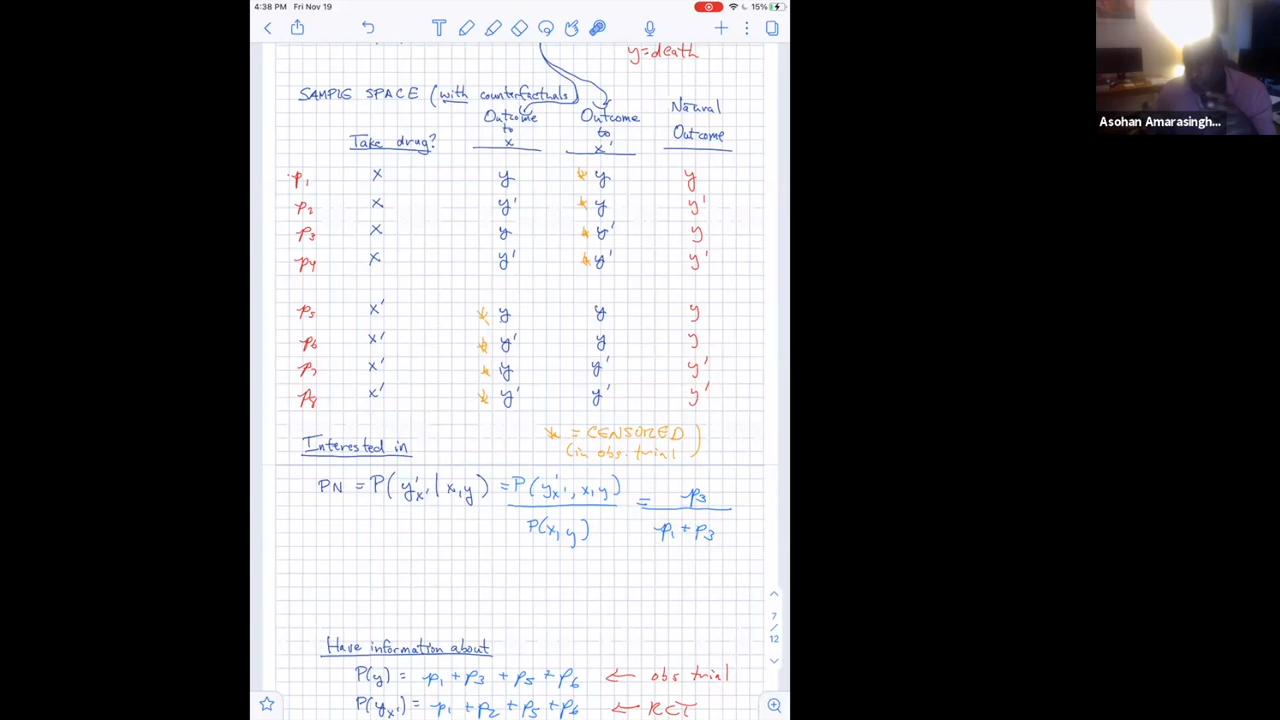 4:38 PM Fri Nov 19
15%
y=death
SAMPLE SPACE (with counterfactuals)
Take drug?
Outcome to x
Outcome to x'
Natural Outcome
p1 x y * y y
p2 x y' * y y'
p3 x y * y' y
p4 x y' * y' y'
p5 x' * y y y
p6 x' * y' y y
p7 x' * y y' y'
p8 x' * y' y' y'
* = CENSORED
(in obs. trial)
Interested in
PN = P(y'x' | x,y) = P(y'x', x, y) / P(x, y) = p3 / p1 + p3
Have information about
P(y) = p1 + p3 + p5 + p6 ← obs trial
P(yx') = p1 + p2 + p5 + p6 ← RCT
7
/
12
Asohan Amarasingh...